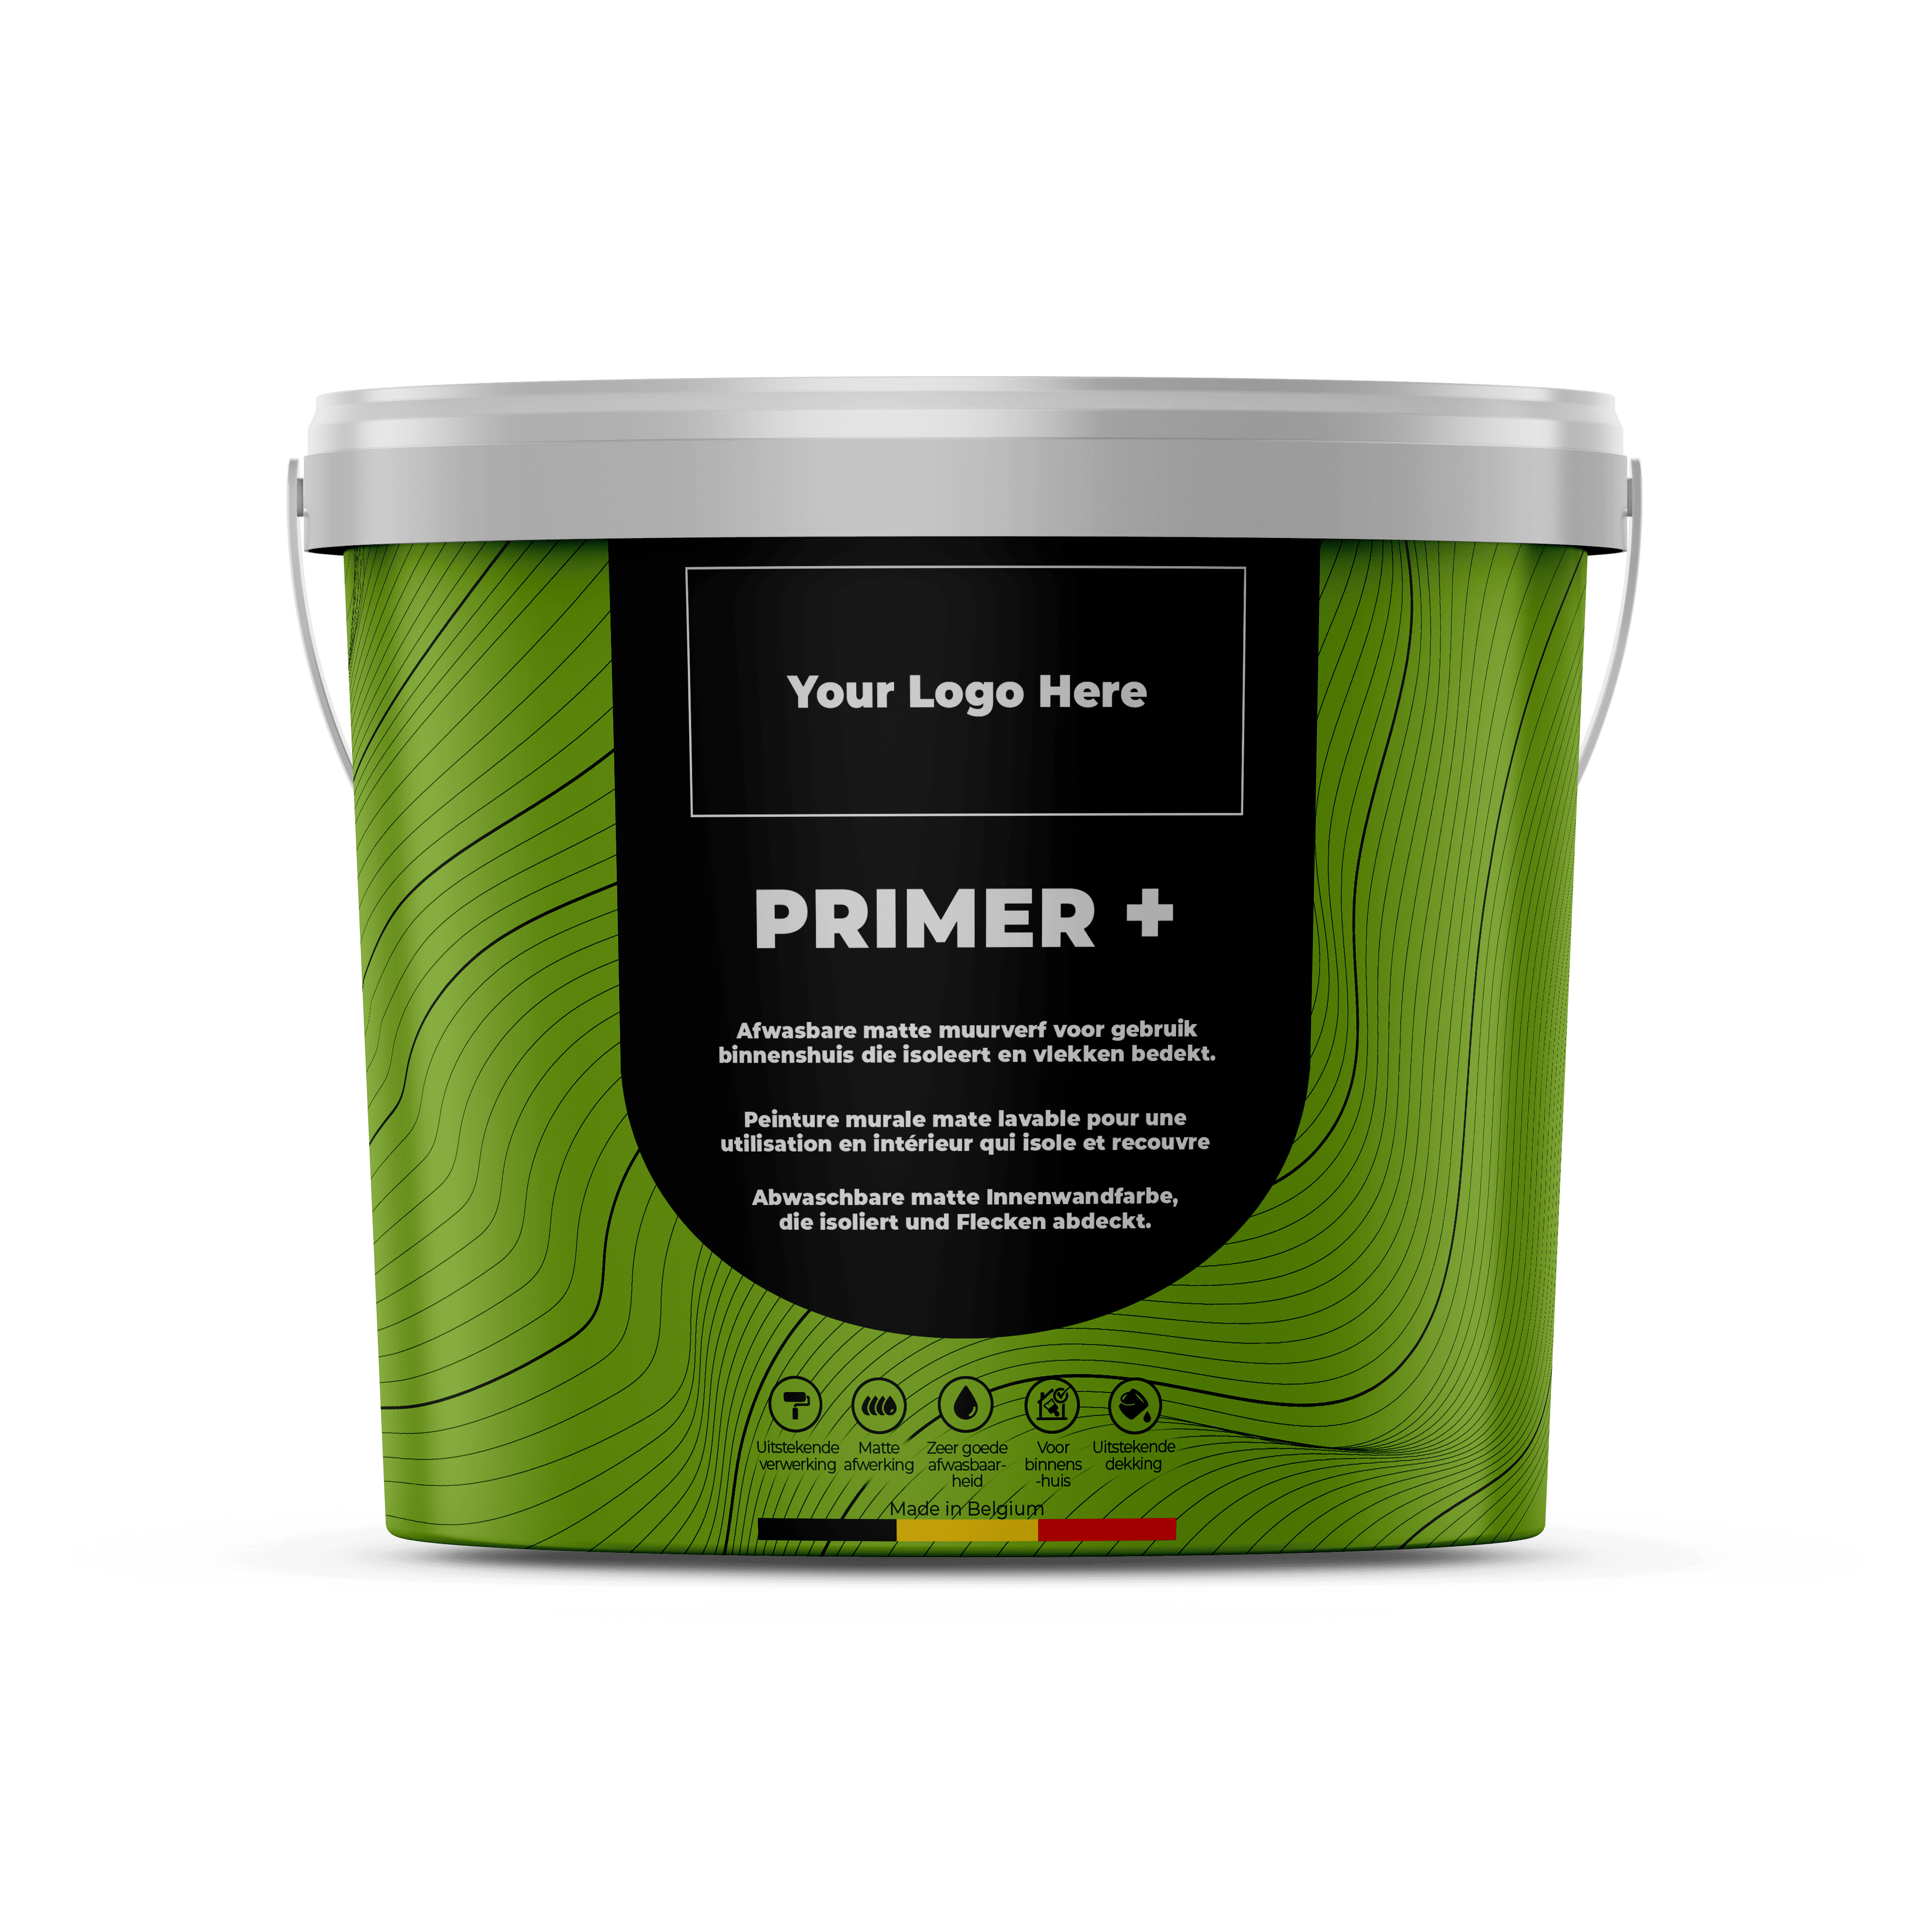 Your Logo Here
PRIMER +
Afwasbare matte muurverf voor gebruik
binnenshuis die isoleert en vlekken bedekt.
Peinture murale mate lavable pour une
utilisation en intérieur qui isole et recouvre
Abwaschbare matte Innenwandfarbe,
die isoliert und Flecken abdeckt.
Uitstekende
verwerking
Matte
afwerking
Zeer goede
afwasbaar-
heid
Voor
binnens
-huis
Uitstekende
dekking
Made in Belgium